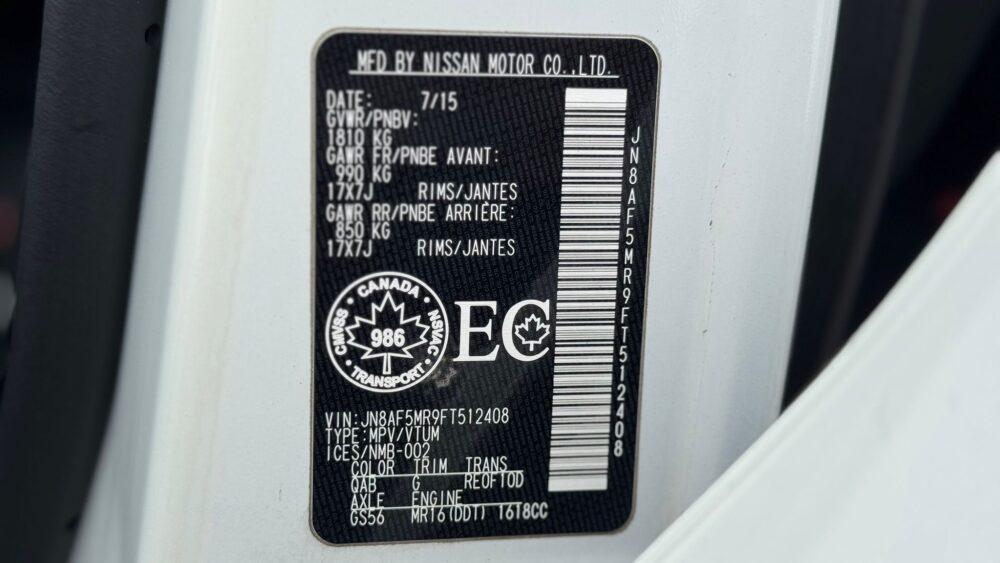 MFD BY NISSAN MOTOR CO.,LTD.
DATE: 7/15
GVWR/PNBV:
1810 KG
GAWR FR/PNBE AVANT:
990 KG
17X7J RIMS/JANTES
GAWR RR/PNBE ARRIÈRE:
850 KG
17X7J RIMS/JANTES
JN8AF5MR9FT512408
CANADA
CMVSS NSVAC
986
TRANSPORT
EC
VIN:JN8AF5MR9FT512408
TYPE:MPV/VTUM
ICES/NMB-002
COLOR TRIM TRANS
QAB G REOFTOD
AXLE ENGINE
GS56 MR16(DDT) 16T8CC